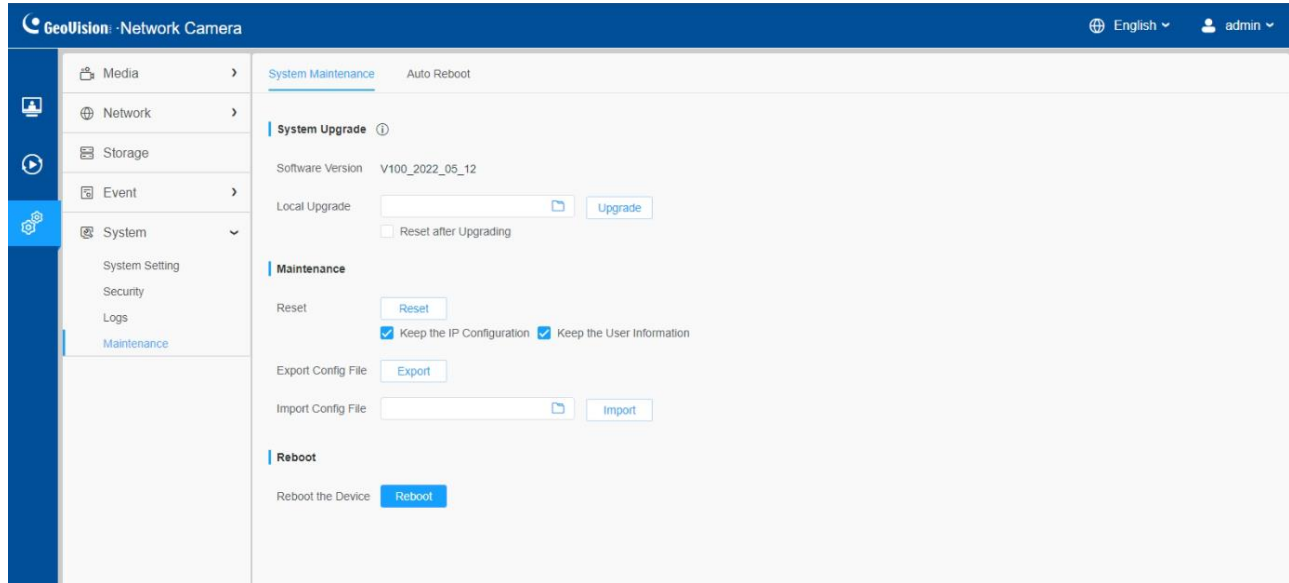 GeoVision Network Camera
English
admin
Media
Network
Storage
Event
System
System Setting
Security
Logs
Maintenance
System Maintenance Auto Reboot
System Upgrade
Software Version V100_2022_05_12
Local Upgrade Upgrade
Reset after Upgrading
Maintenance
Reset Reset
Keep the IP Configuration Keep the User Information
Export Config File Export
Import Config File Import
Reboot
Reboot the Device Reboot